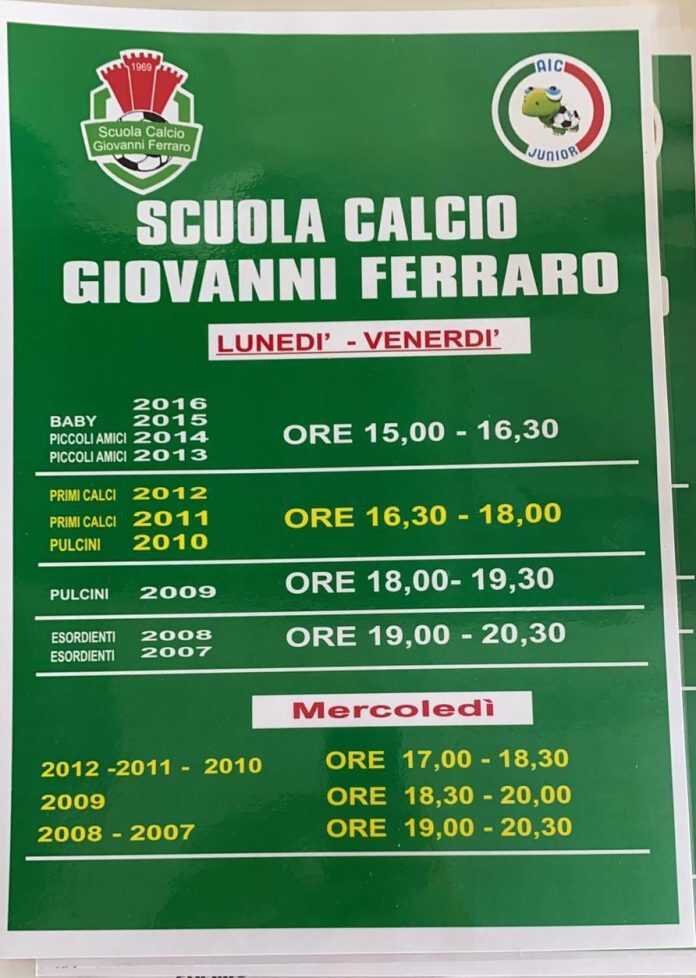 1969
Scuola Calcio
Giovanni Ferraro
AIC
JUNIOR
SCUOLA CALCIO
GIOVANNI FERRARO
LUNEDI' - VENERDI'
2016
BABY 2015
PICCOLI AMICI 2014
PICCOLI AMICI 2013
ORE 15,00 - 16,30
PRIMI CALCI 2012
PRIMI CALCI 2011
PULCINI 2010
ORE 16,30 - 18,00
PULCINI 2009
ORE 18,00- 19,30
ESORDIENTI 2008
ESORDIENTI 2007
ORE 19,00 - 20,30
Mercoledì
2012 -2011 - 2010 ORE 17,00 - 18,30
2009 ORE 18,30 - 20,00
2008 - 2007 ORE 19,00 - 20,30